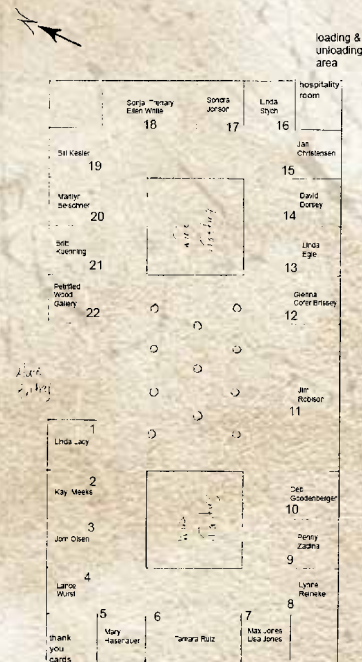 loading &
unloading
area
hospitality
room
Sonja
Ellen White
18
Sondra
Jonson
17
Linda
Stych
16
Bill Kesler
19
Jan
Christensen
15
Marilyn
Beischner
20
David
Dorsey
14
Britt
Kuenning
21
Linda
Egle
13
Petrified
Wood
Gallery
22
Glenna
Cofer Brissey
12
Jim
Robison
11
1
Linda Lacy
2
Kay Meeks
Deb
Goodenberger
10
3
Jorn Olsen
Penny
Zadina
9
4
Lance
Wurst
Lynne
Reineke
8
5
6
7
thank
you
cards
Mary
Hasenauer
Tamara Ruiz
Max Jones
Lisa Jones